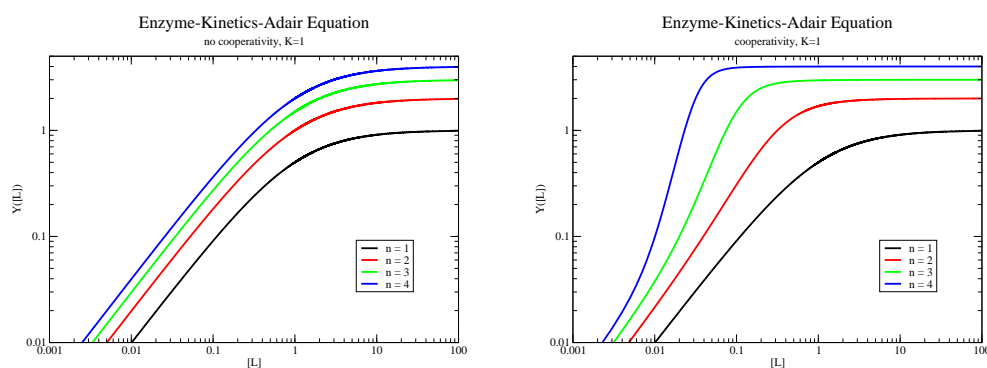 Enzyme-Kinetics-Adair Equation
no cooperativity, K=1
Y([L])
1
0.1
0.01
0.001
0.01
0.1
1
10
100
[L]
n = 1
n = 2
n = 3
n = 4
Enzyme-Kinetics-Adair Equation
cooperativity, K=1
Y([L])
1
0.1
0.01
0.001
0.01
0.1
1
10
100
[L]
n = 1
n = 2
n = 3
n = 4